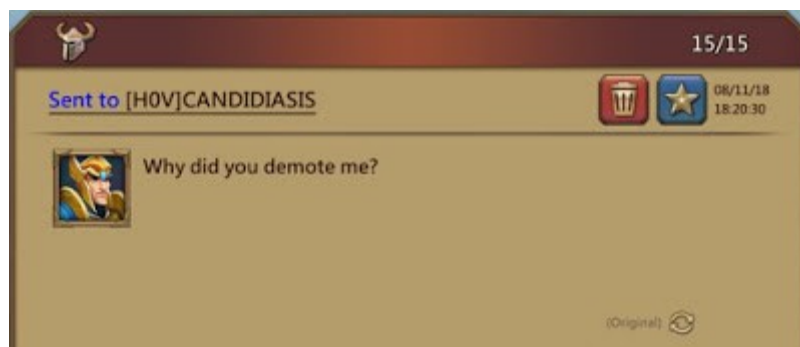 15/15
Sent to [H0V]CANDIDIASIS
08/11/18
18:20:30
Why did you demote me?
(Original)